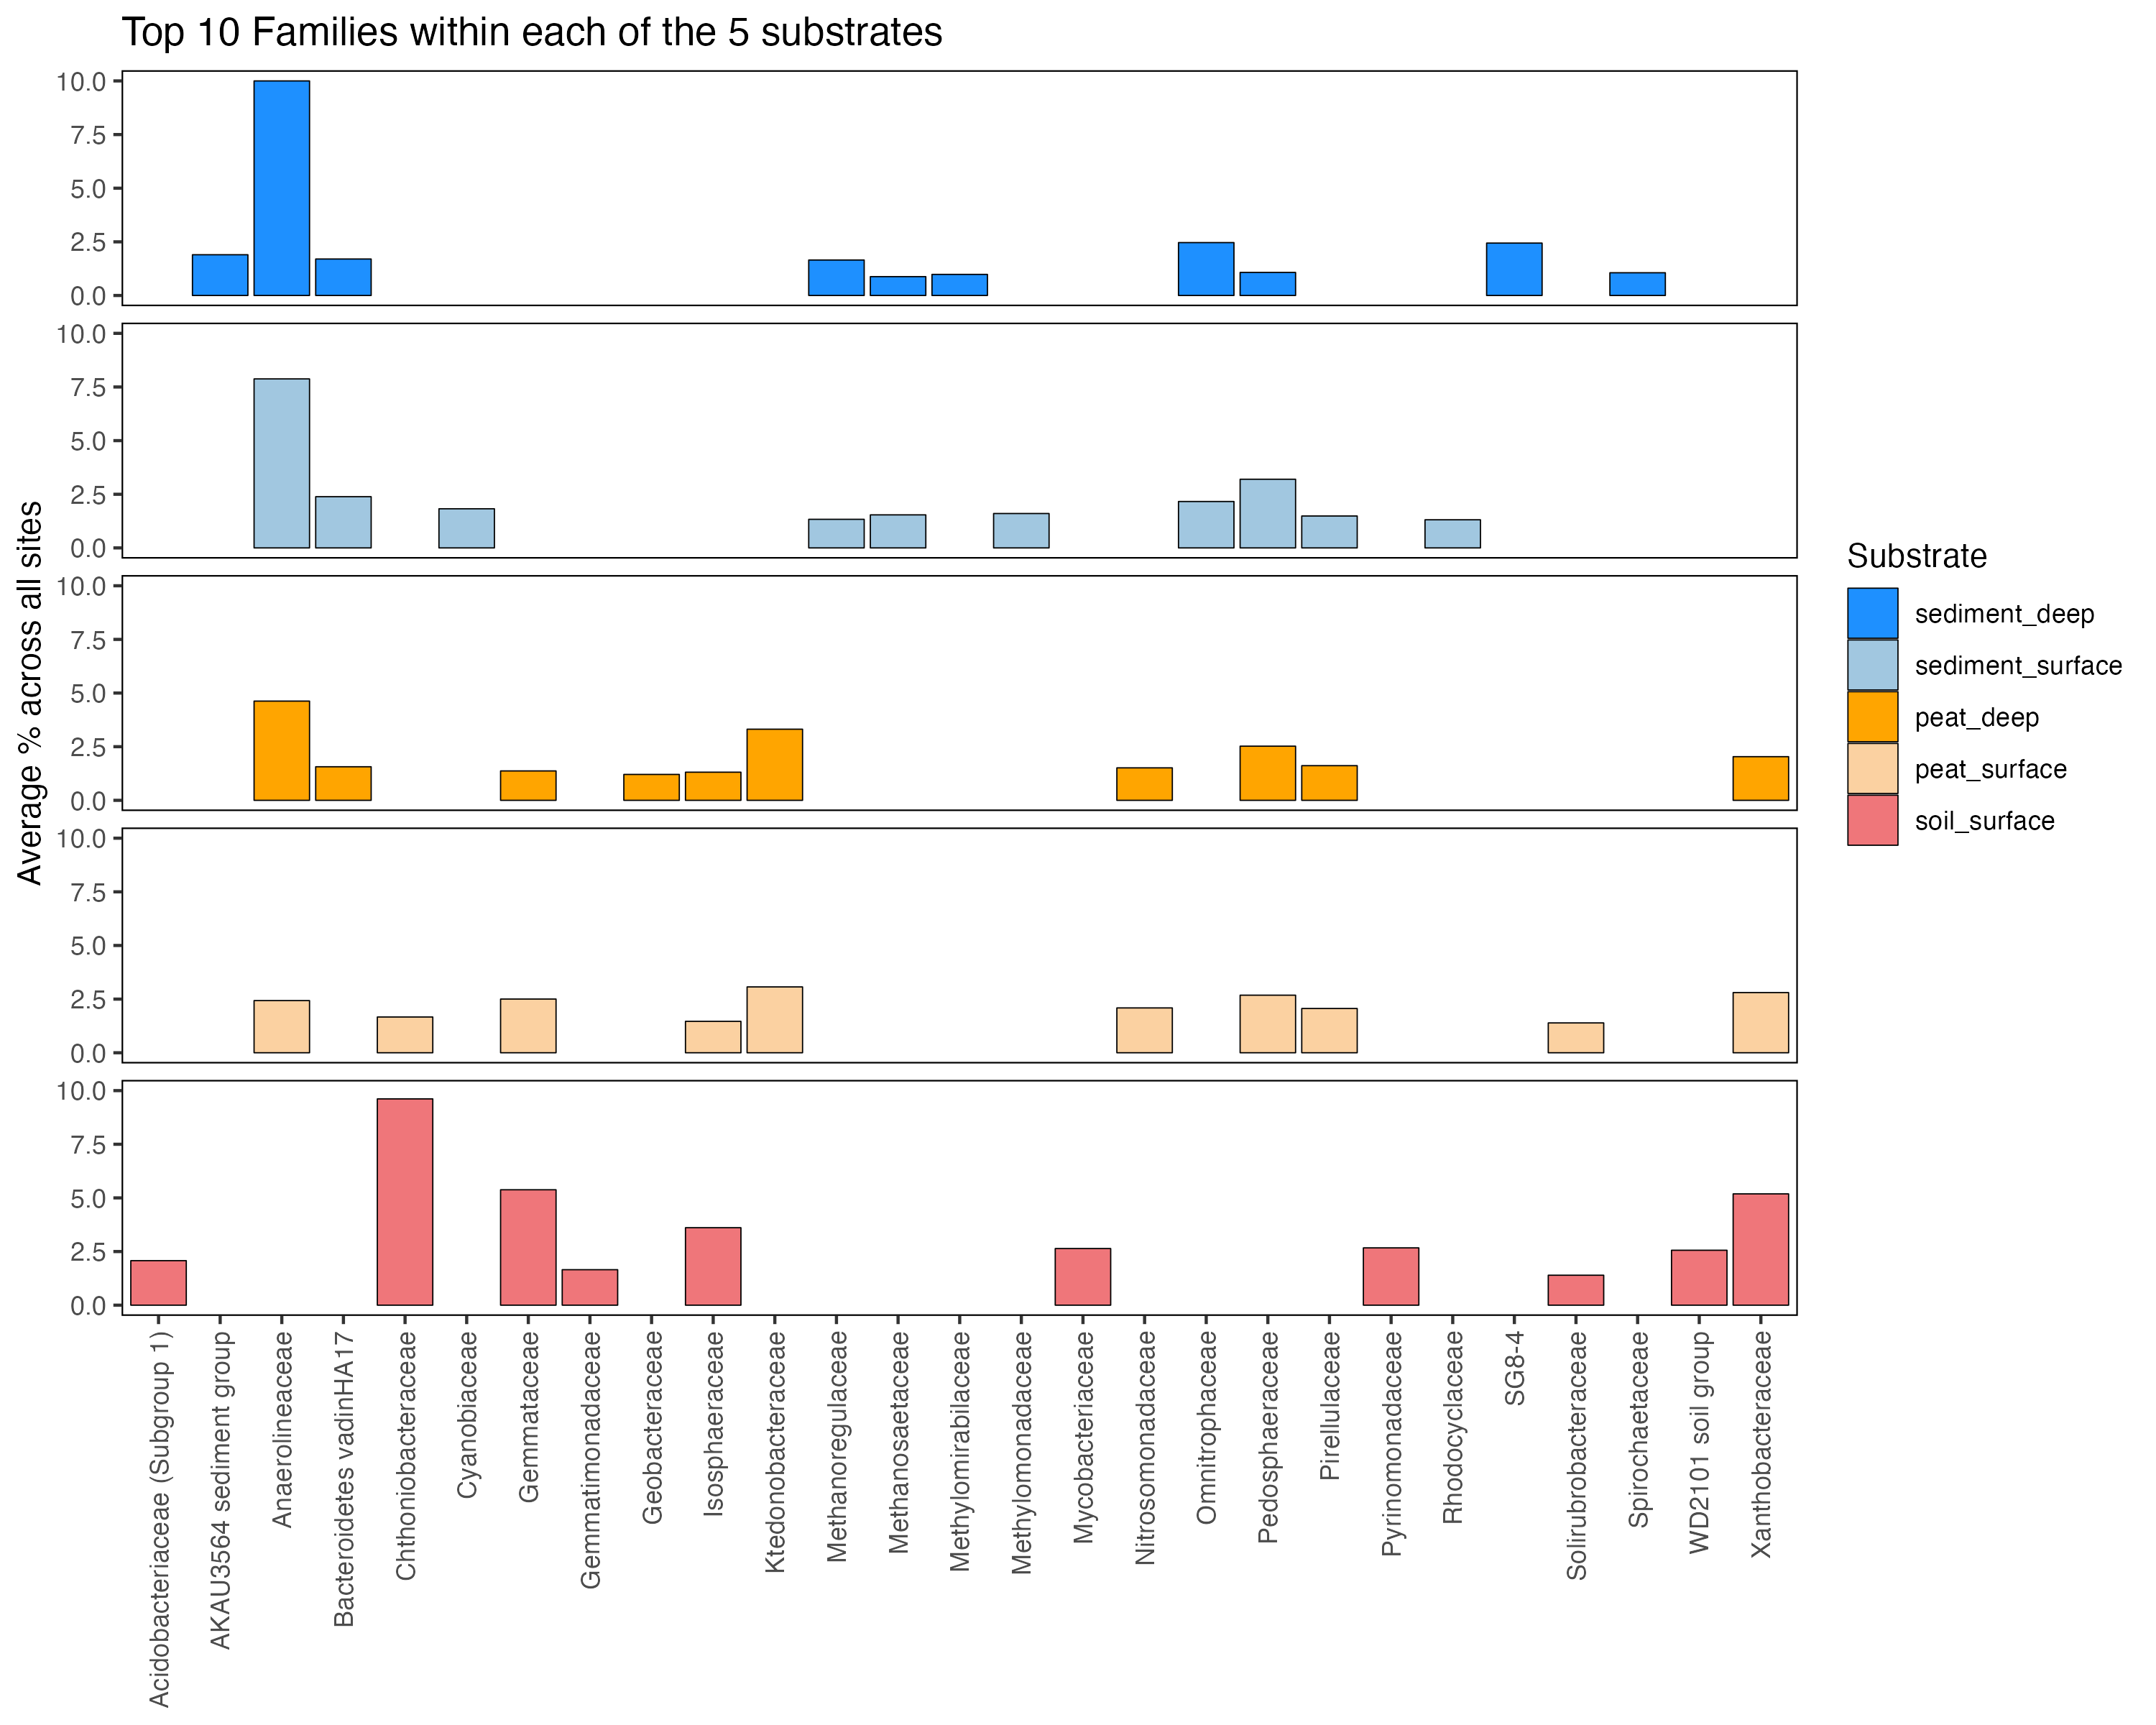 Top 10 Families within each of the 5 substrates
Average % across all sites
10.0
7.5
5.0
2.5
0.0
10.0
7.5
5.0
2.5
0.0
10.0
7.5
5.0
2.5
0.0
10.0
7.5
5.0
2.5
0.0
10.0
7.5
5.0
2.5
0.0
Acidobacteriaceae (Subgroup 1)
AKAU3564 sediment group
Anaerolineaceae
Bacteroidetes vadinHA17
Chthoniobacteraceae
Cyanobiaceae
Gemmataceae
Gemmatimonadaceae
Geobacteraceae
Isosphaeraceae
Ktedonobacteraceae
Methanoregulaceae
Methanosaetaceae
Methylomirabilaceae
Methylomonadaceae
Mycobacteriaceae
Nitrosomonadaceae
Omnitrophaceae
Pedosphaeraceae
Pirellulaceae
Pyrinomonadaceae
Rhodocyclaceae
SG8-4
Solirubrobacteraceae
Spirochaetaceae
WD2101 soil group
Xanthobacteraceae
Substrate
sediment_deep
sediment_surface
peat_deep
peat_surface
soil_surface